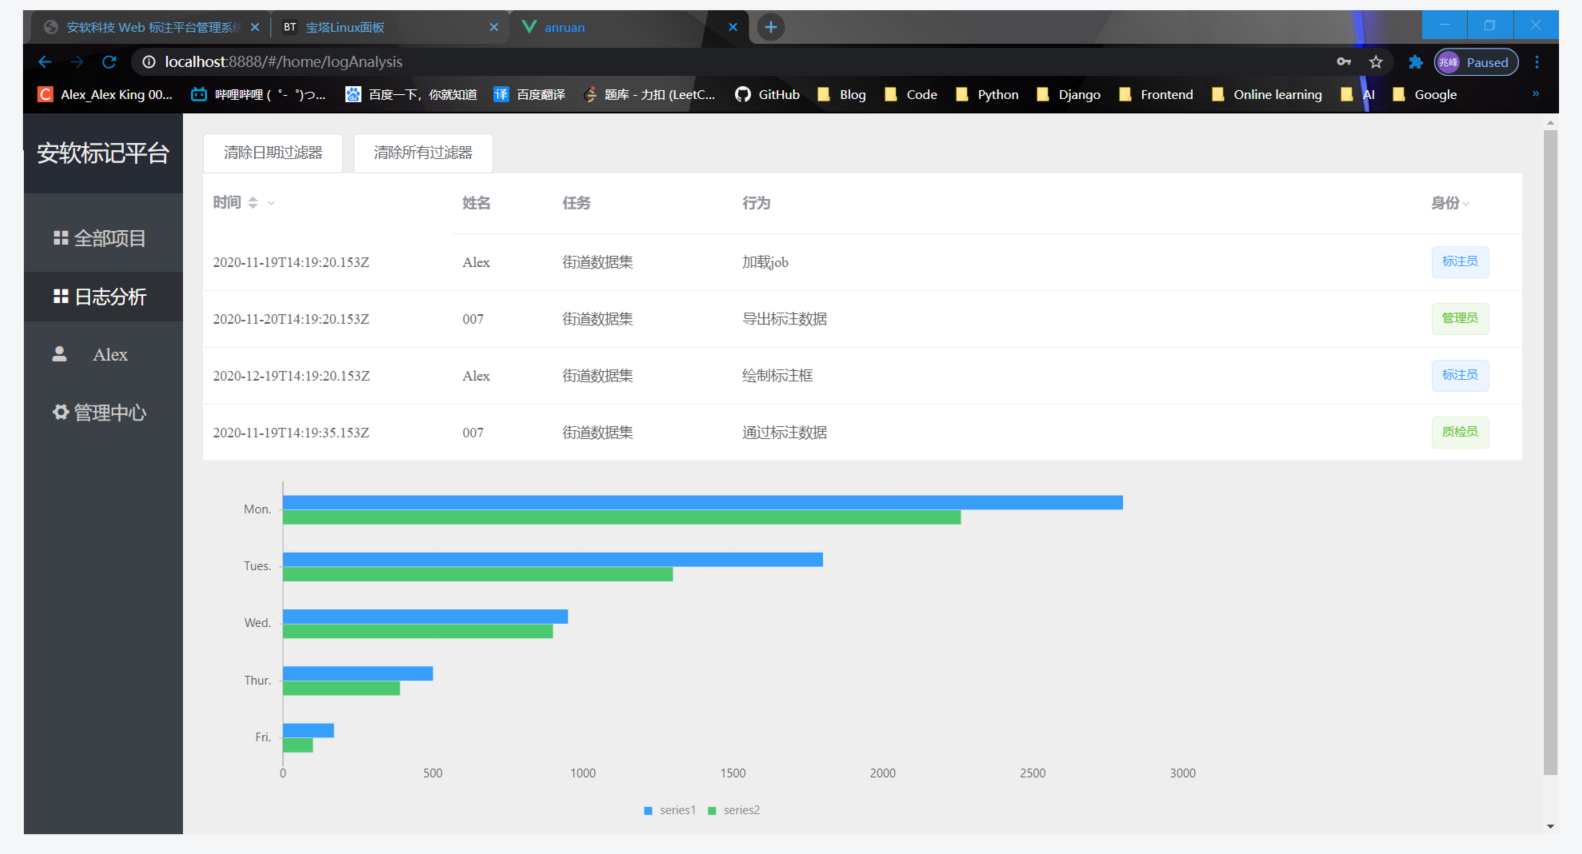 安软科技 Web 标注平台管理系
BT 宝塔Linux面板
anruan
localhost:8888/#/home/logAnalysis
兆峰 Paused
C Alex_Alex King 00...
哔哩哔哩 ( ゜- ゜)つ...
百度一下，你就知道
译 百度翻译
题库 - 力扣 (LeetC...
GitHub
Blog
Code
Python
Django
Frontend
Online learning
AI
Google
安软标记平台
全部项目
日志分析
Alex
管理中心
清除日期过滤器 清除所有过滤器
时间 姓名 任务 行为 身份
2020-11-19T14:19:20.153Z Alex 街道数据集 加载job 标注员
2020-11-20T14:19:20.153Z 007 街道数据集 导出标注数据 管理员
2020-12-19T14:19:20.153Z Alex 街道数据集 绘制标注框 标注员
2020-11-19T14:19:35.153Z 007 街道数据集 通过标注数据 质检员
Mon.
Tues.
Wed.
Thur.
Fri.
0 500 1000 1500 2000 2500 3000
series1 series2